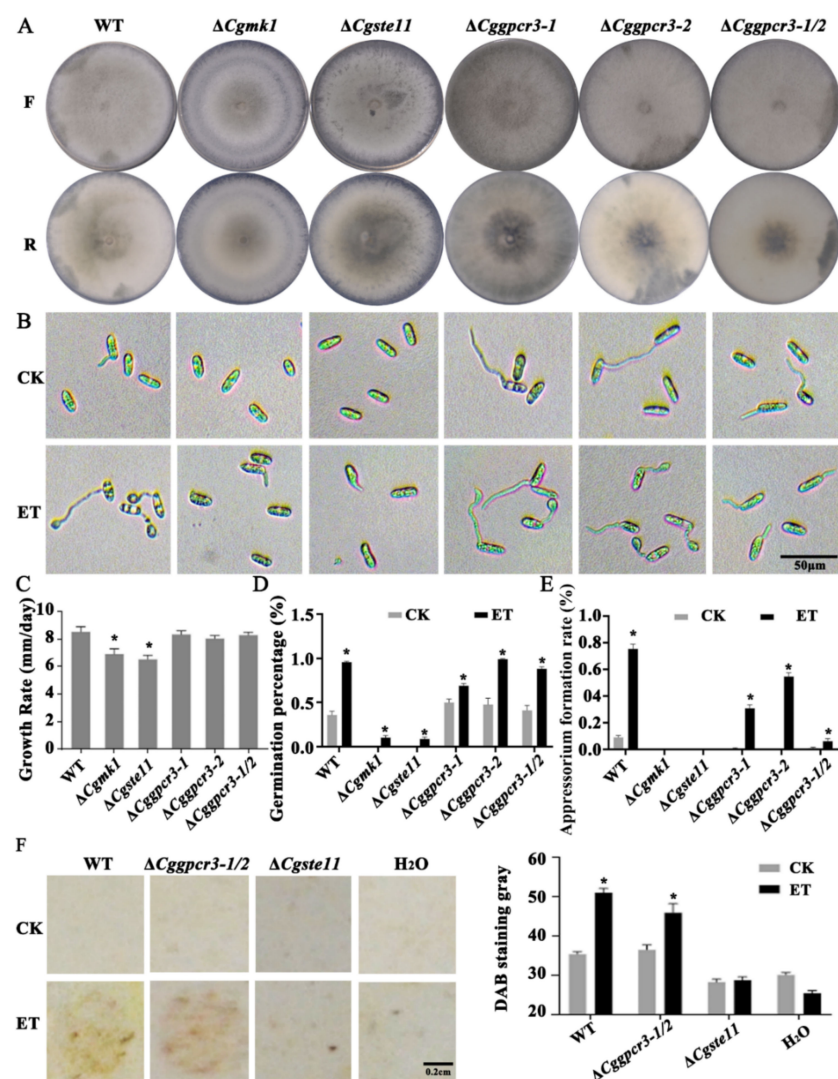 A
WT ΔCgmk1 ΔCgste11 ΔCggpcr3-1 ΔCggpcr3-2 ΔCggpcr3-1/2
F
R
B
CK
ET
50μm
C
Growth Rate (mm/day)
10
8
6
4
2
0
WT ΔCgmk1 ΔCgste11 ΔCggpcr3-1 ΔCggpcr3-2 ΔCggpcr3-1/2
* *
D
Germination percentage (%)
CK ET
1.5
1.0
0.5
0.0
WT ΔCgmk1 ΔCgste11 ΔCggpcr3-1 ΔCggpcr3-2 ΔCggpcr3-1/2
* * * * * *
E
Appressorium formation rate (%)
CK ET
1.0
0.8
0.6
0.4
0.2
0.0
WT ΔCgmk1 ΔCgste11 ΔCggpcr3-1 ΔCggpcr3-2 ΔCggpcr3-1/2
* * * *
F
WT ΔCggpcr3-1/2 ΔCgste11 H2O
CK
ET
0.2cm
DAB staining gray
CK
ET
60
50
40
30
20
WT ΔCggpcr3-1/2 ΔCgste11 H2O
* *